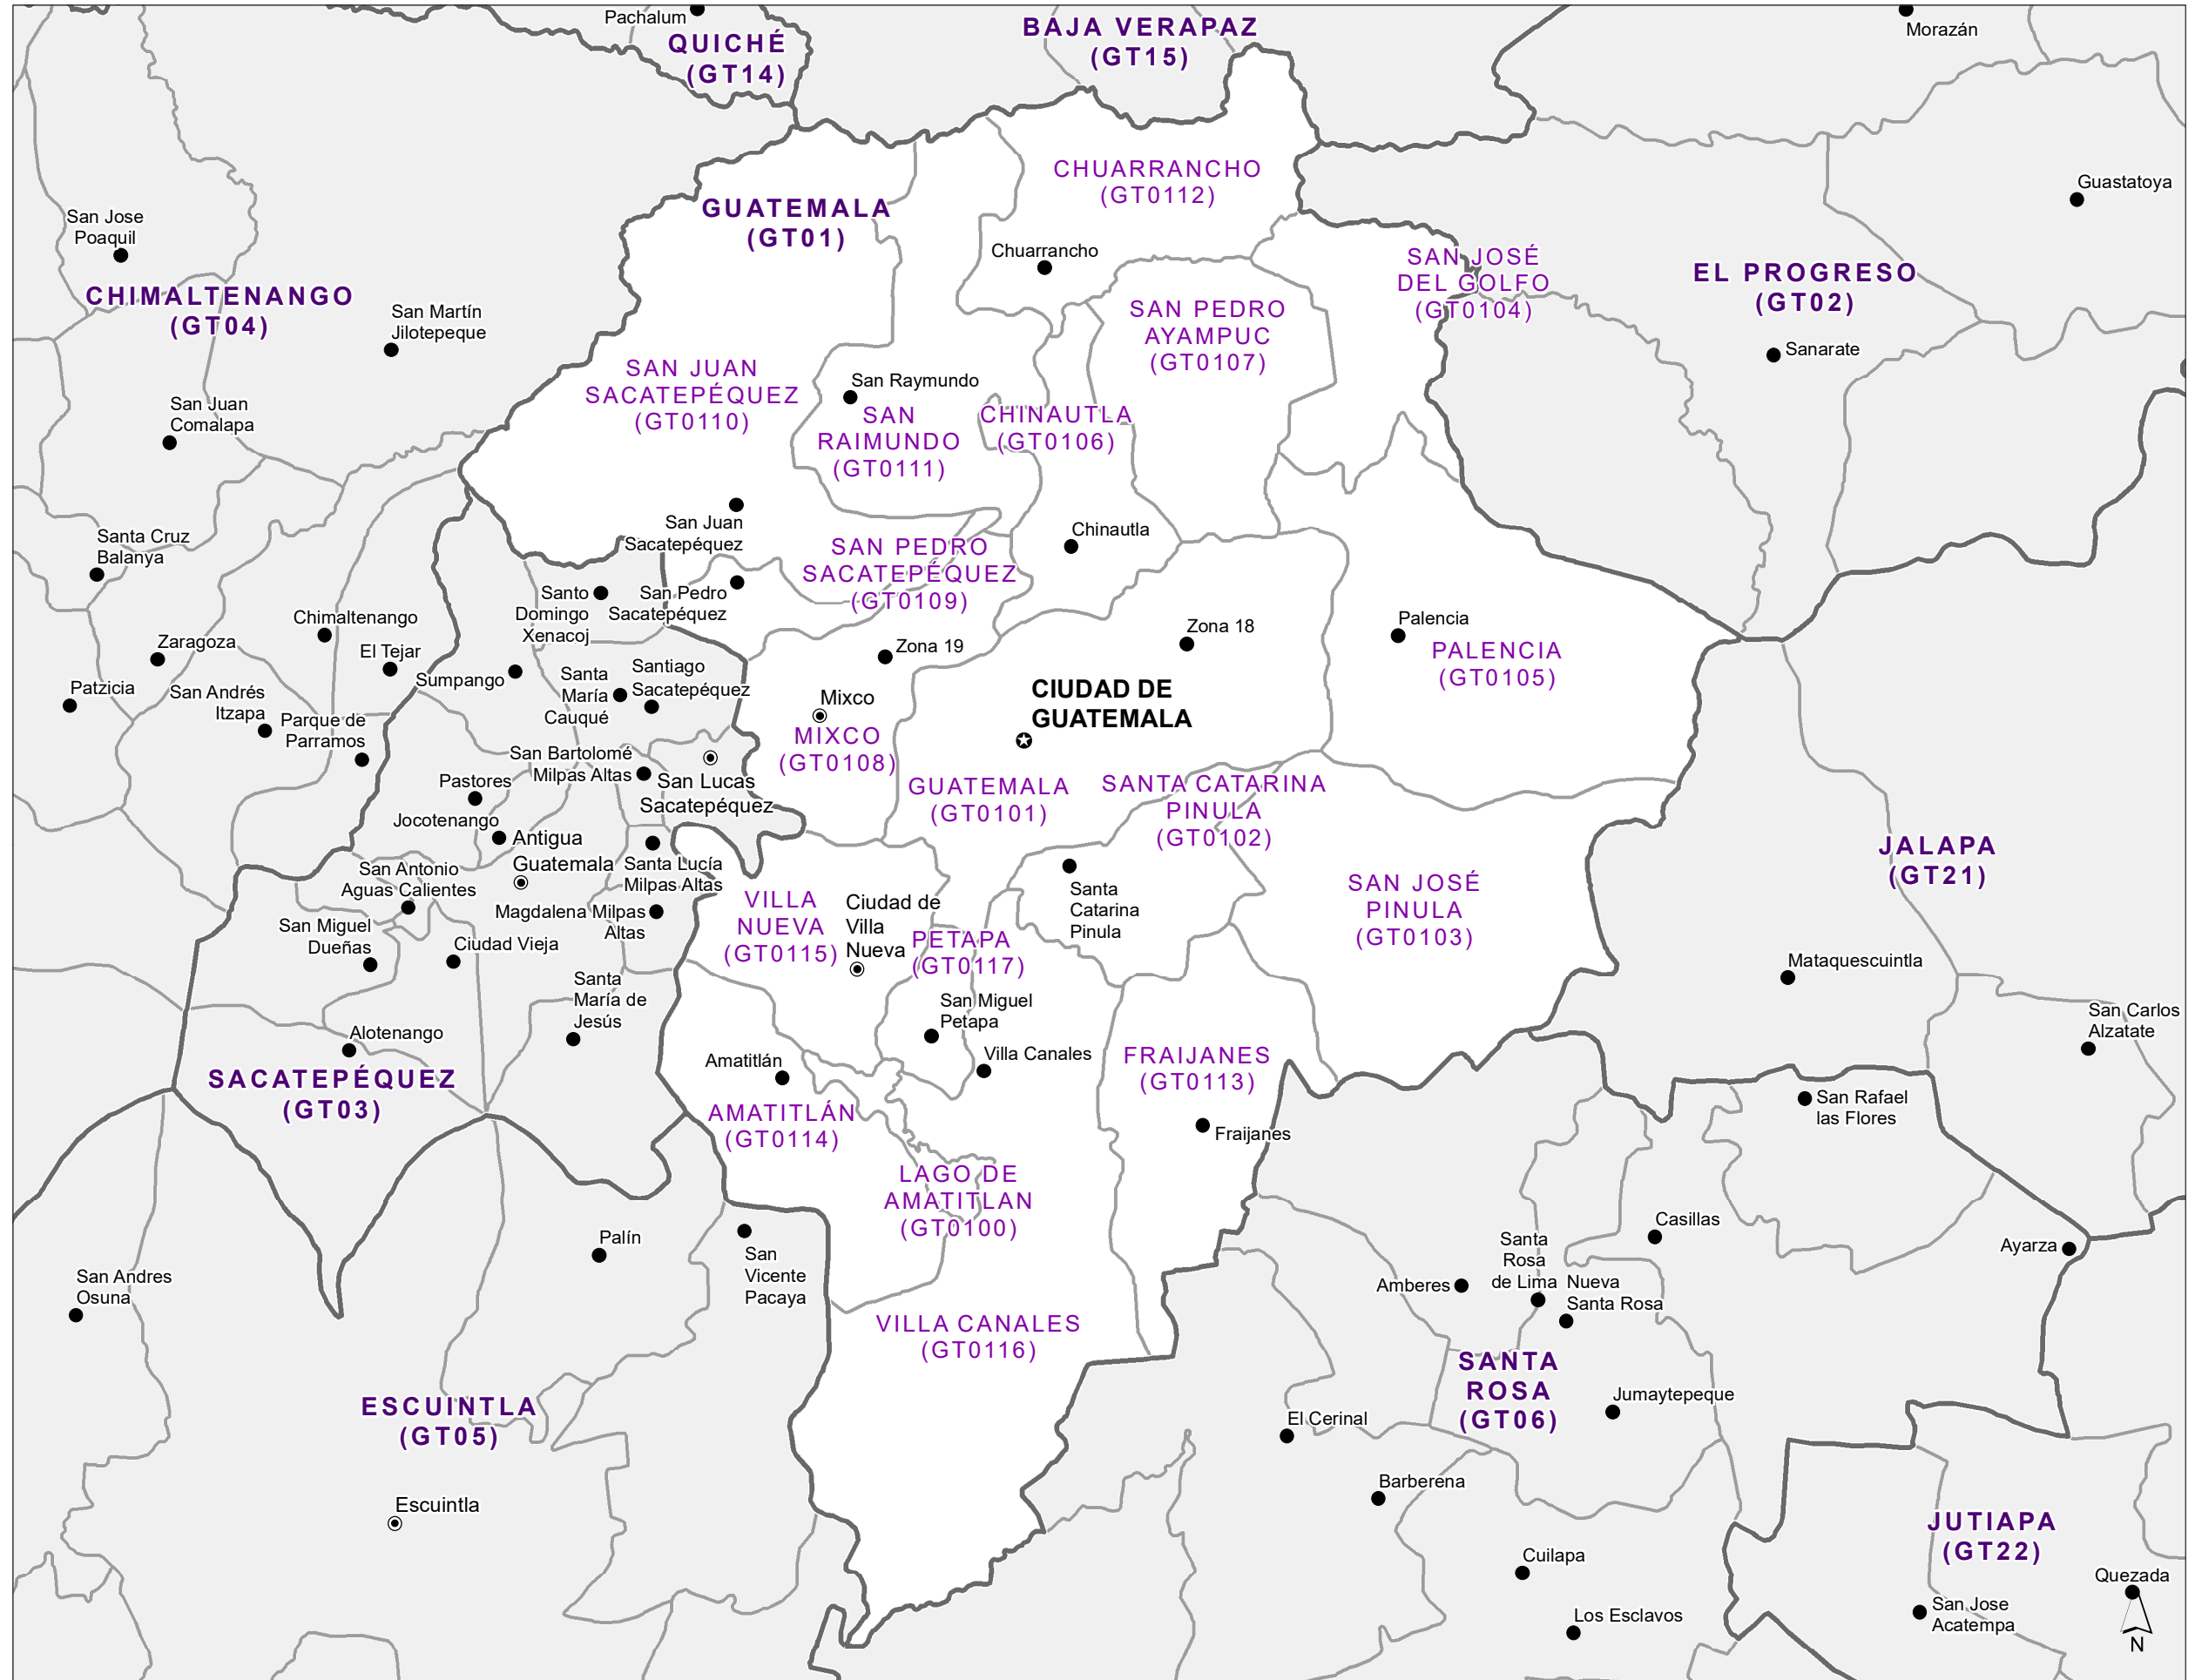 Pachalum
QUICHÉ
(GT14)
BAJA VERAPAZ
(GT15)
Morazán
CHUARRANCHO
(GT0112)
Guastatoya
GUATEMALA
(GT01)
San Jose
Poaquil
Chuarrancho
SAN JOSÉ
DEL GOLFO
(GT0104)
EL PROGRESO
(GT02)
CHIMALTENANGO
(GT04)
San Martín
Jilotepeque
SAN PEDRO
AYAMPUC
(GT0107)
Sanarate
SAN JUAN
SACATEPÉQUEZ
(GT0110)
San Raymundo
SAN
RAIMUNDO
(GT0111)
CHINAUTLA
(GT0106)
San Juan
Comalapa
San Juan
Sacatepéquez
Chinautla
Santa Cruz
Balanya
SAN PEDRO
SACATEPÉQUEZ
(GT0109)
Santo
Domingo
Xenacoj
San Pedro
Sacatepéquez
Chimaltenango
Zona 18
Palencia
PALENCIA
(GT0105)
Zaragoza
El Tejar
Zona 19
Sumpango
Santa
María
Cauqué
Santiago
Sacatepéquez
Patzicia
San Andrés
Itzapa
Parque de
Parramos
Mixco
MIXCO
(GT0108)
CIUDAD DE
GUATEMALA
San Bartolomé
Milpas Altas
San Lucas
Sacatepéquez
Pastores
GUATEMALA
(GT0101)
SANTA CATARINA
PINULA
(GT0102)
Jocotenango
Antigua
Guatemala
Santa Lucía
Milpas Altas
JALAPA
(GT21)
San Antonio
Aguas Calientes
VILLA
NUEVA
(GT0115)
Ciudad de
Villa
Nueva
Santa
Catarina
Pinula
SAN JOSÉ
PINULA
(GT0103)
Magdalena Milpas
Altas
San Miguel
Dueñas
Ciudad Vieja
PETAPA
(GT0117)
Mataquescuintla
Santa
María de
Jesús
San Miguel
Petapa
San Carlos
Alzatate
Alotenango
Amatitlán
Villa Canales
FRAIJANES
(GT0113)
SACATEPÉQUEZ
(GT03)
San Rafael
las Flores
AMATITLÁN
(GT0114)
Fraijanes
LAGO DE
AMATITLAN
(GT0100)
Casillas
Palín
San
Vicente
Pacaya
Santa
Rosa
de Lima
Ayarza
San Andres
Osuna
Amberes
Nueva
Santa Rosa
VILLA CANALES
(GT0116)
SANTA
ROSA
(GT06)
Jumaytepeque
ESCUINTLA
(GT05)
El Cerinal
Barberena
Escuintla
JUTIAPA
(GT22)
Cuilapa
Quezada
Los Esclavos
San Jose
Acatempa
N